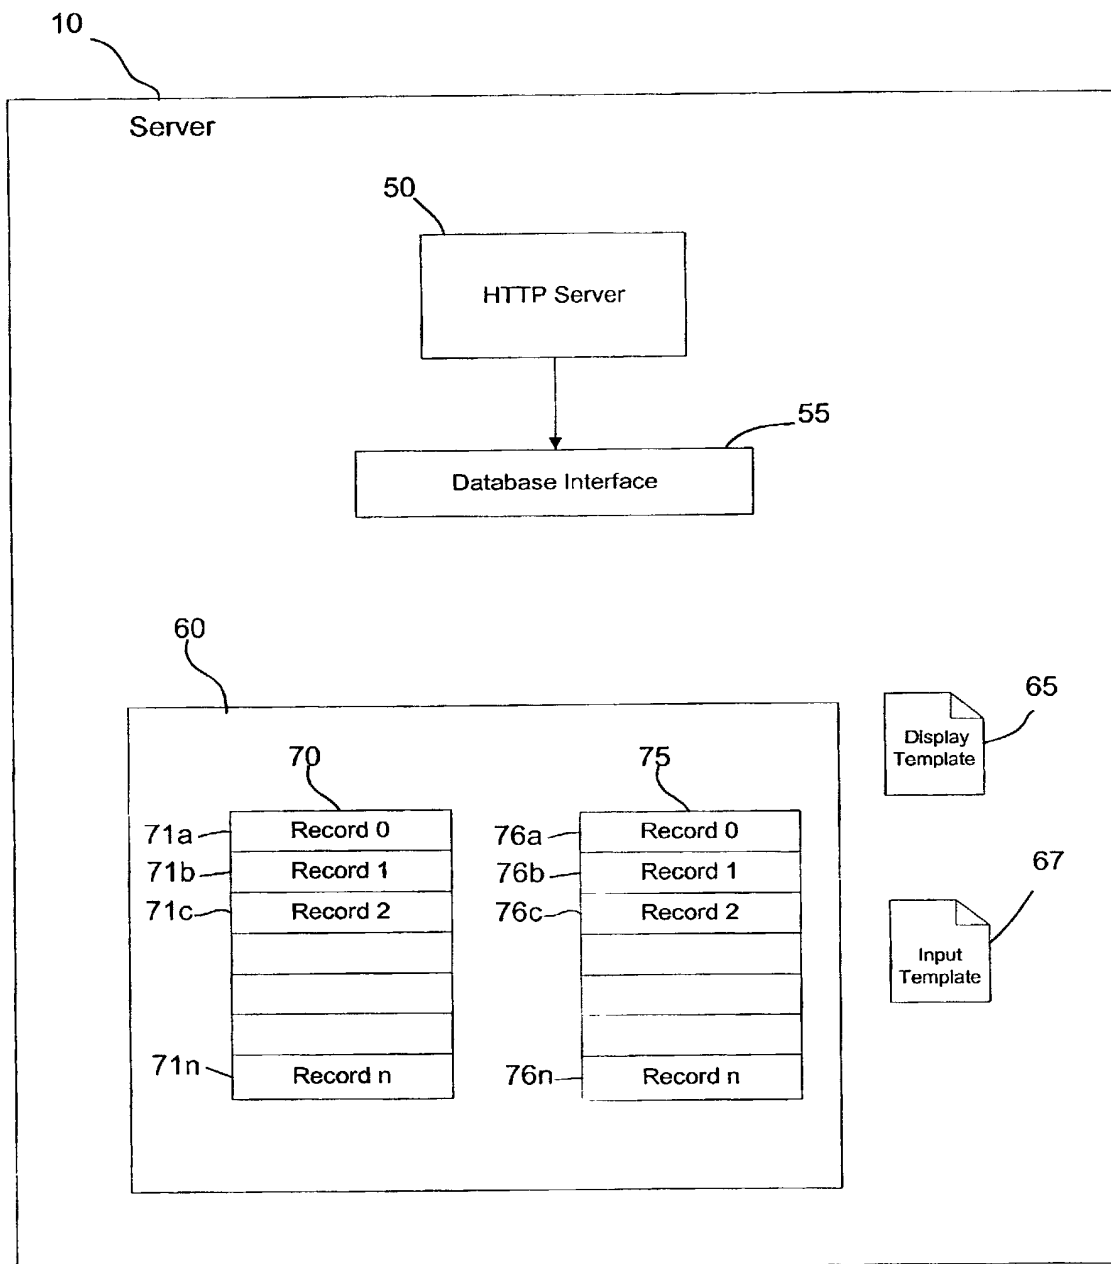 10
Server
50
HTTP Server
55
Database Interface
60
65
Display
Template
70
75
71a
Record 0
76a
Record 0
71b
Record 1
76b
Record 1
67
71c
Record 2
76c
Record 2
Input
Template
71n
Record n
76n
Record n